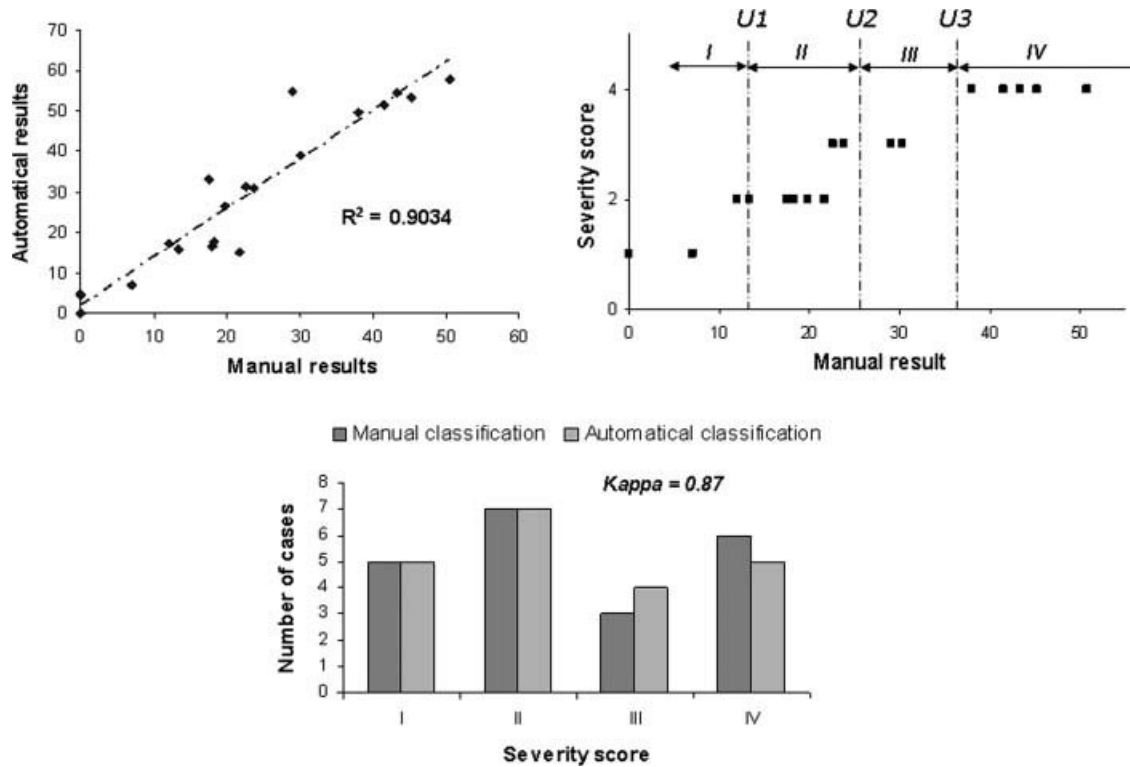 70
60
50
40
30
20
10
0
0 10 20 30 40 50 60
Automatical results
Manual results
R² = 0.9034
U1 U2 U3
I II III IV
4
2
0
0 10 20 30 40 50
Severity score
Manual result
Manual classification Automatical classification
Kappa = 0.87
8
7
6
5
4
3
2
1
0
Number of cases
I II III IV
Severity score